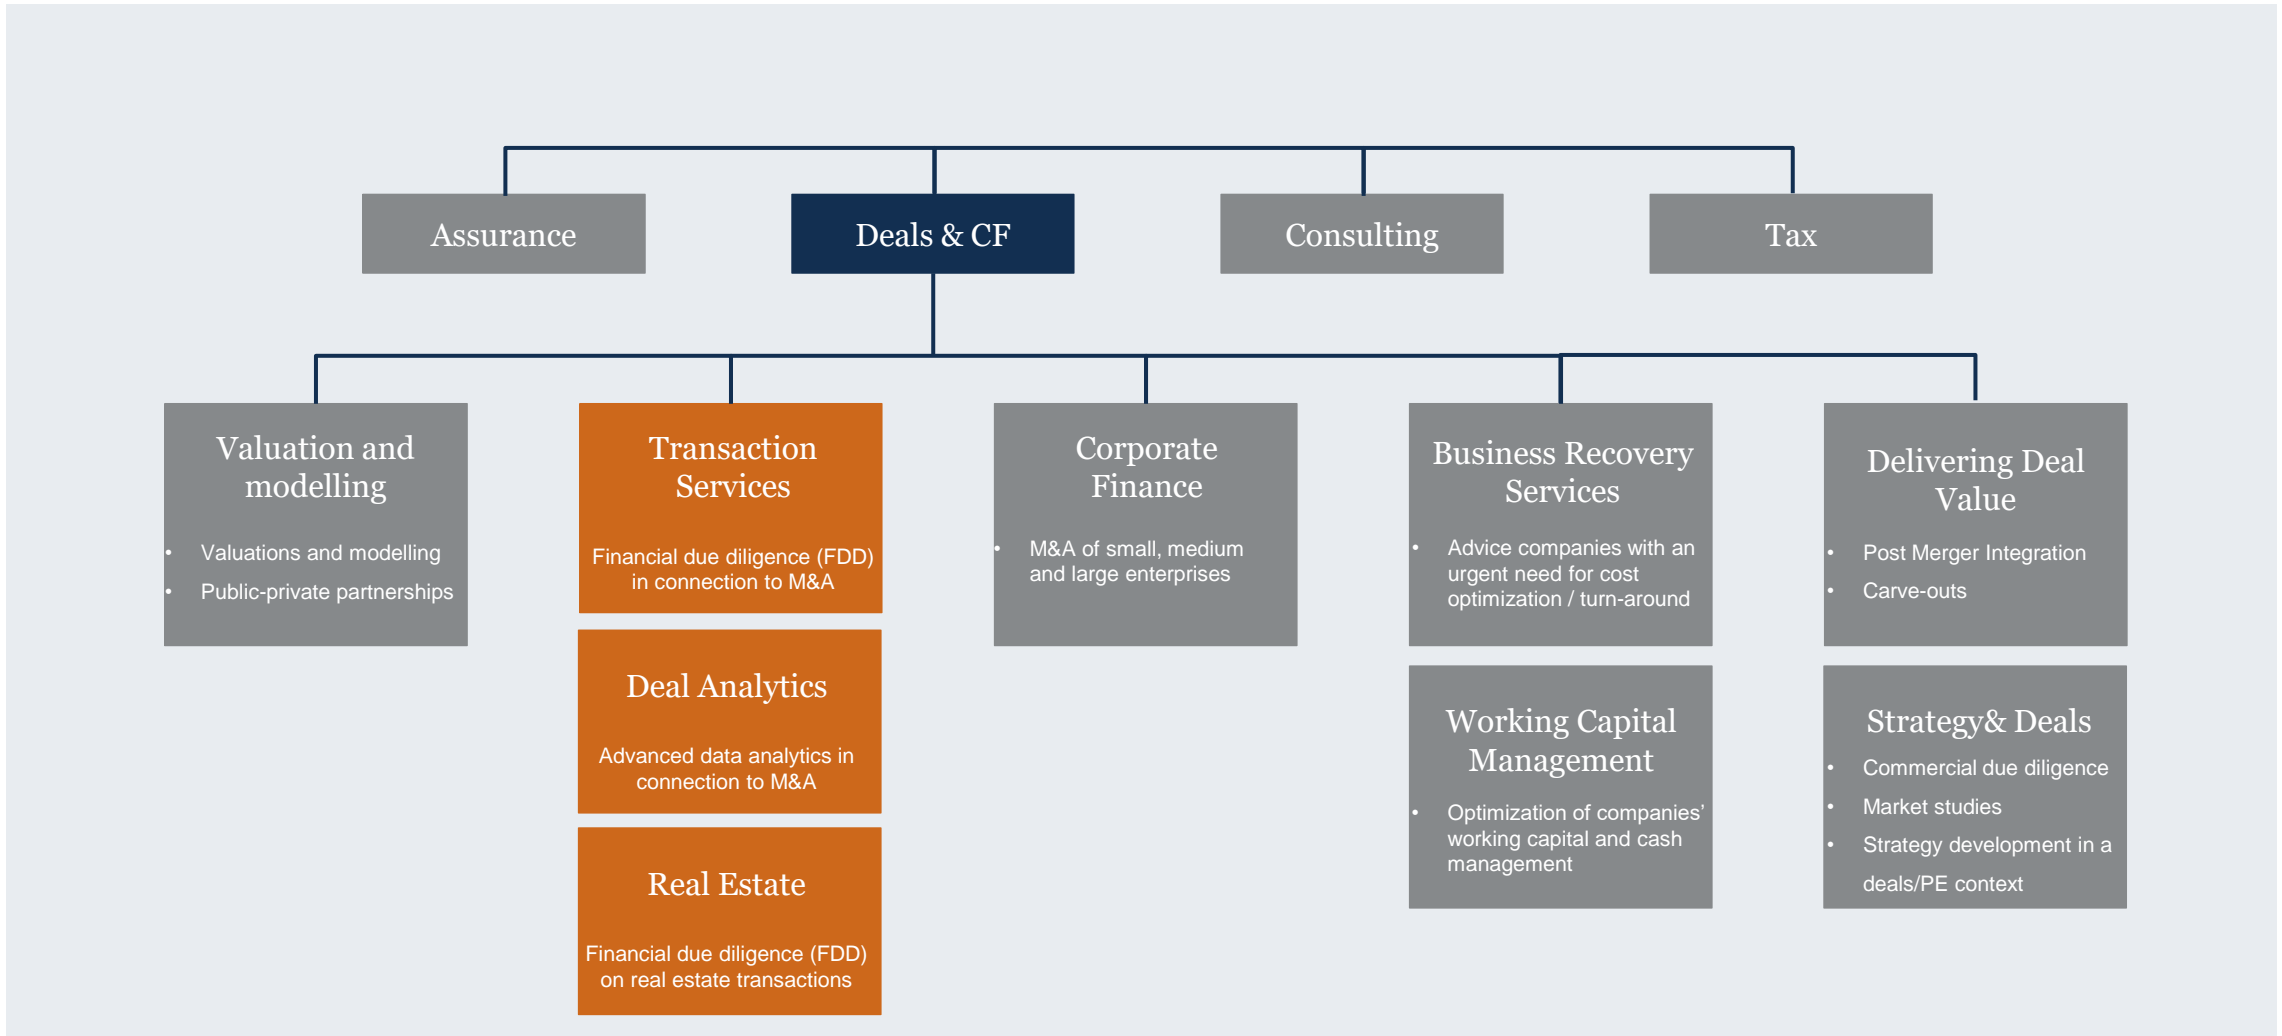 Assurance
Deals & CF
Consulting
Tax
Valuation and
modelling
• Valuations and modelling
• Public-private partnerships
Transaction
Services
Financial due diligence (FDD)
in connection to M&A
Deal Analytics
Advanced data analytics in
connection to M&A
Real Estate
Financial due diligence (FDD)
on real estate transactions
Corporate
Finance
• M&A of small, medium
and large enterprises
Business Recovery
Services
• Advice companies with an
urgent need for cost
optimization / turn-around
Working Capital
Management
• Optimization of companies’
working capital and cash
management
Delivering Deal
Value
• Post Merger Integration
• Carve-outs
Strategy& Deals
• Commercial due diligence
• Market studies
• Strategy development in a
deals/PE context